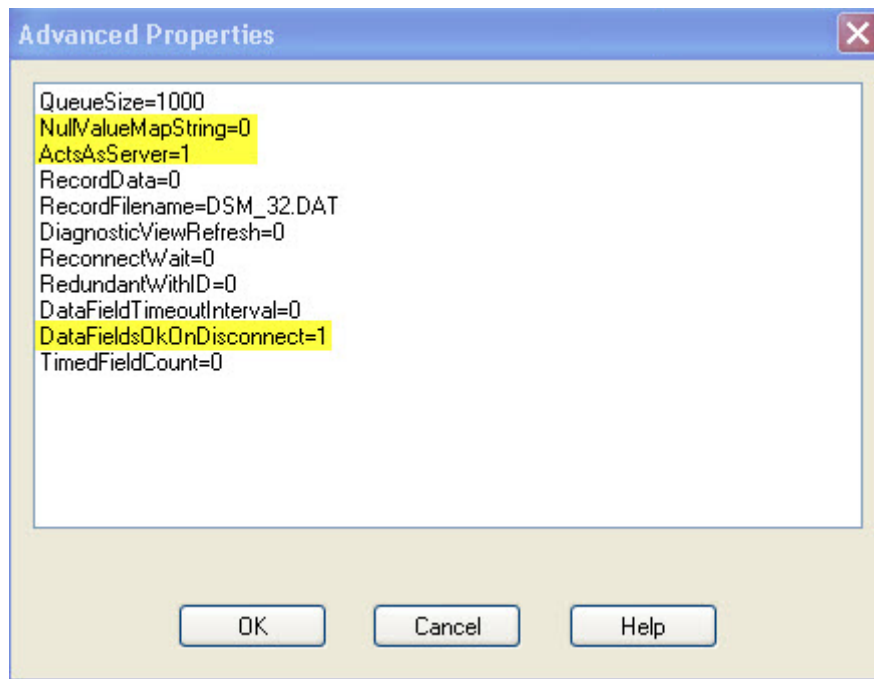 Advanced Properties
QueueSize=1000
NullValueMapString=0
ActsAsServer=1
RecordData=0
RecordFilename=DSM_32.DAT
DiagnosticViewRefresh=0
ReconnectWait=0
RedundantWithID=0
DataFieldTimeoutInterval=0
DataFieldsOkOnDisconnect=1
TimedFieldCount=0
OK Cancel Help